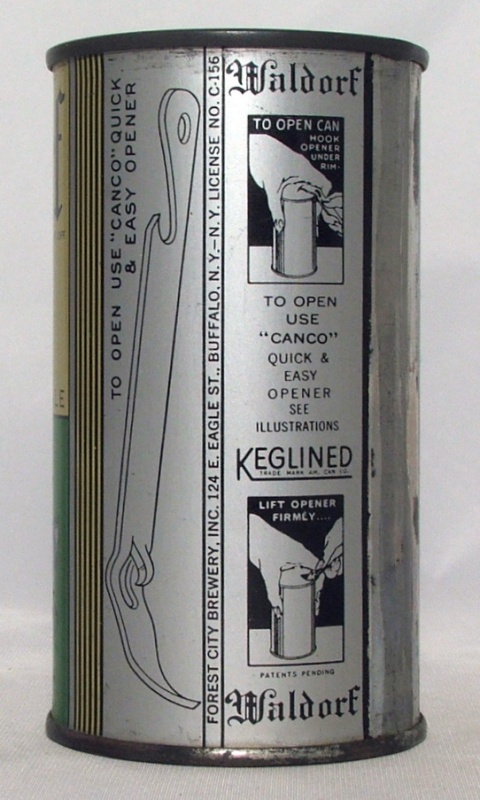 TO OPEN USE "CANCO" QUICK
& EASY OPENER
FOREST CITY BREWERY, INC. 124 E. EAGLE ST., BUFFALO, N.Y.-N.Y. LICENSE NO. C-156
Waldorf
TO OPEN CAN
HOOK
OPENER
UNDER
RIM-
TO OPEN
USE
"CANCO"
QUICK &
EASY
OPENER
SEE
ILLUSTRATIONS
KEGLINED
TRADE MARK AM. CAN CO.
LIFT OPENER
FIRMLY....
PATENTS PENDING
Waldorf